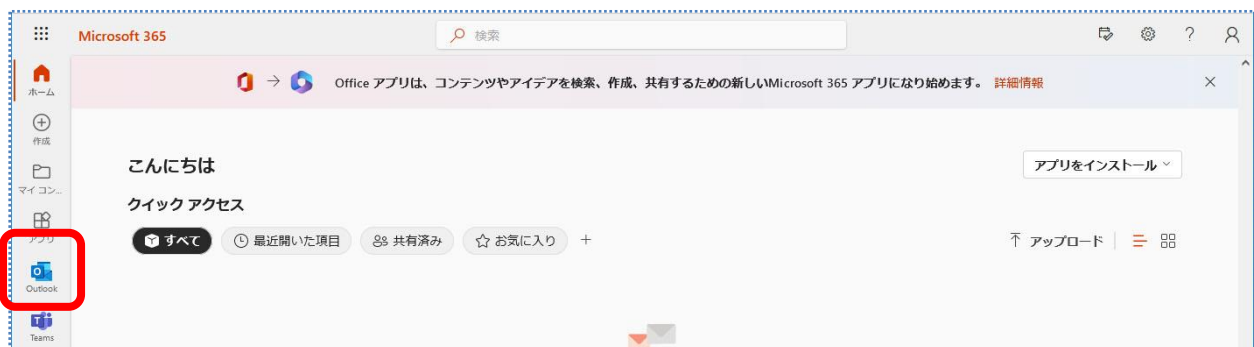 Microsoft 365
検索
ホーム
Office アプリは、コンテンツやアイデアを検索、作成、共有するための新しいMicrosoft 365 アプリになり始めます。 詳細情報
作成
こんにちは
アプリをインストール
マイ コン...
クイック アクセス
アプリ
すべて
最近開いた項目
共有済み
お気に入り
アップロード
Outlook
Teams